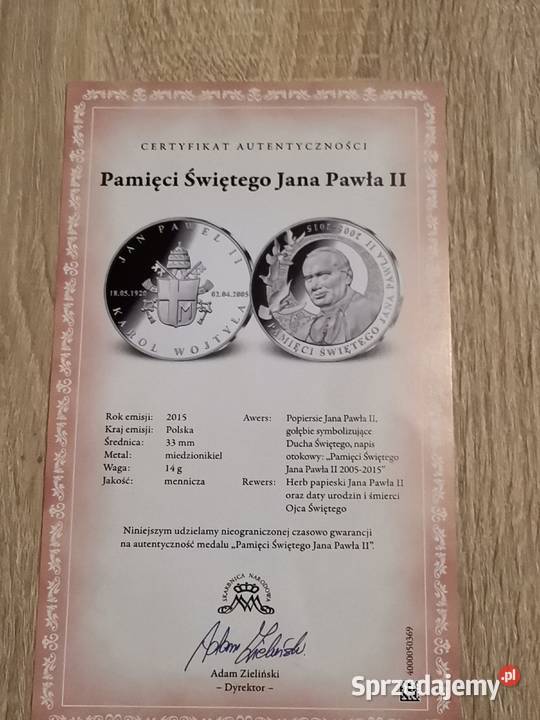 CERTYFIKAT AUTENTYCZNOŚCI
Pamięci Świętego Jana Pawła II
JAN PAWEŁ II
18.05.1920
02.04.2005
KAROL WOJTYŁA
2005-2015
PAMIĘCI ŚWIĘTEGO JANA PAWŁA II
Rok emisji: 2015
Kraj emisji: Polska
Średnica: 33 mm
Metal: miedzionikiel
Waga: 14 g
Jakość: mennicza
Awers: Popiersie Jana Pawła II,
gołębie symbolizujące
Ducha Świętego, napis
otokowy: „Pamięci Świętego
Jana Pawła II 2005-2015”
Rewers: Herb papieski Jana Pawła II
oraz daty urodzin i śmierci
Ojca Świętego
Niniejszym udzielamy nieograniczonej czasowo gwarancji
na autentyczność medalu „Pamięci Świętego Jana Pawła II”.
SKARBNICA NARODOWA
Adam Zieliński
Adam Zieliński
– Dyrektor –
4000050369
Sprzedajemy.pl